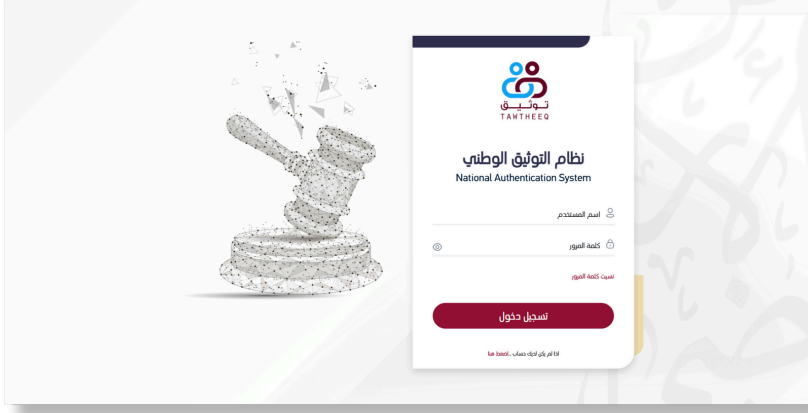 تــوثــيــق
TAWTHEEQ
نظام التوثيق الوطني
National Authentication System
اسم المستخدم
كلمة المرور
نسيت كلمة المرور
تسجيل دخول
اذا لم يكن لديك حساب ..اضغط هنا